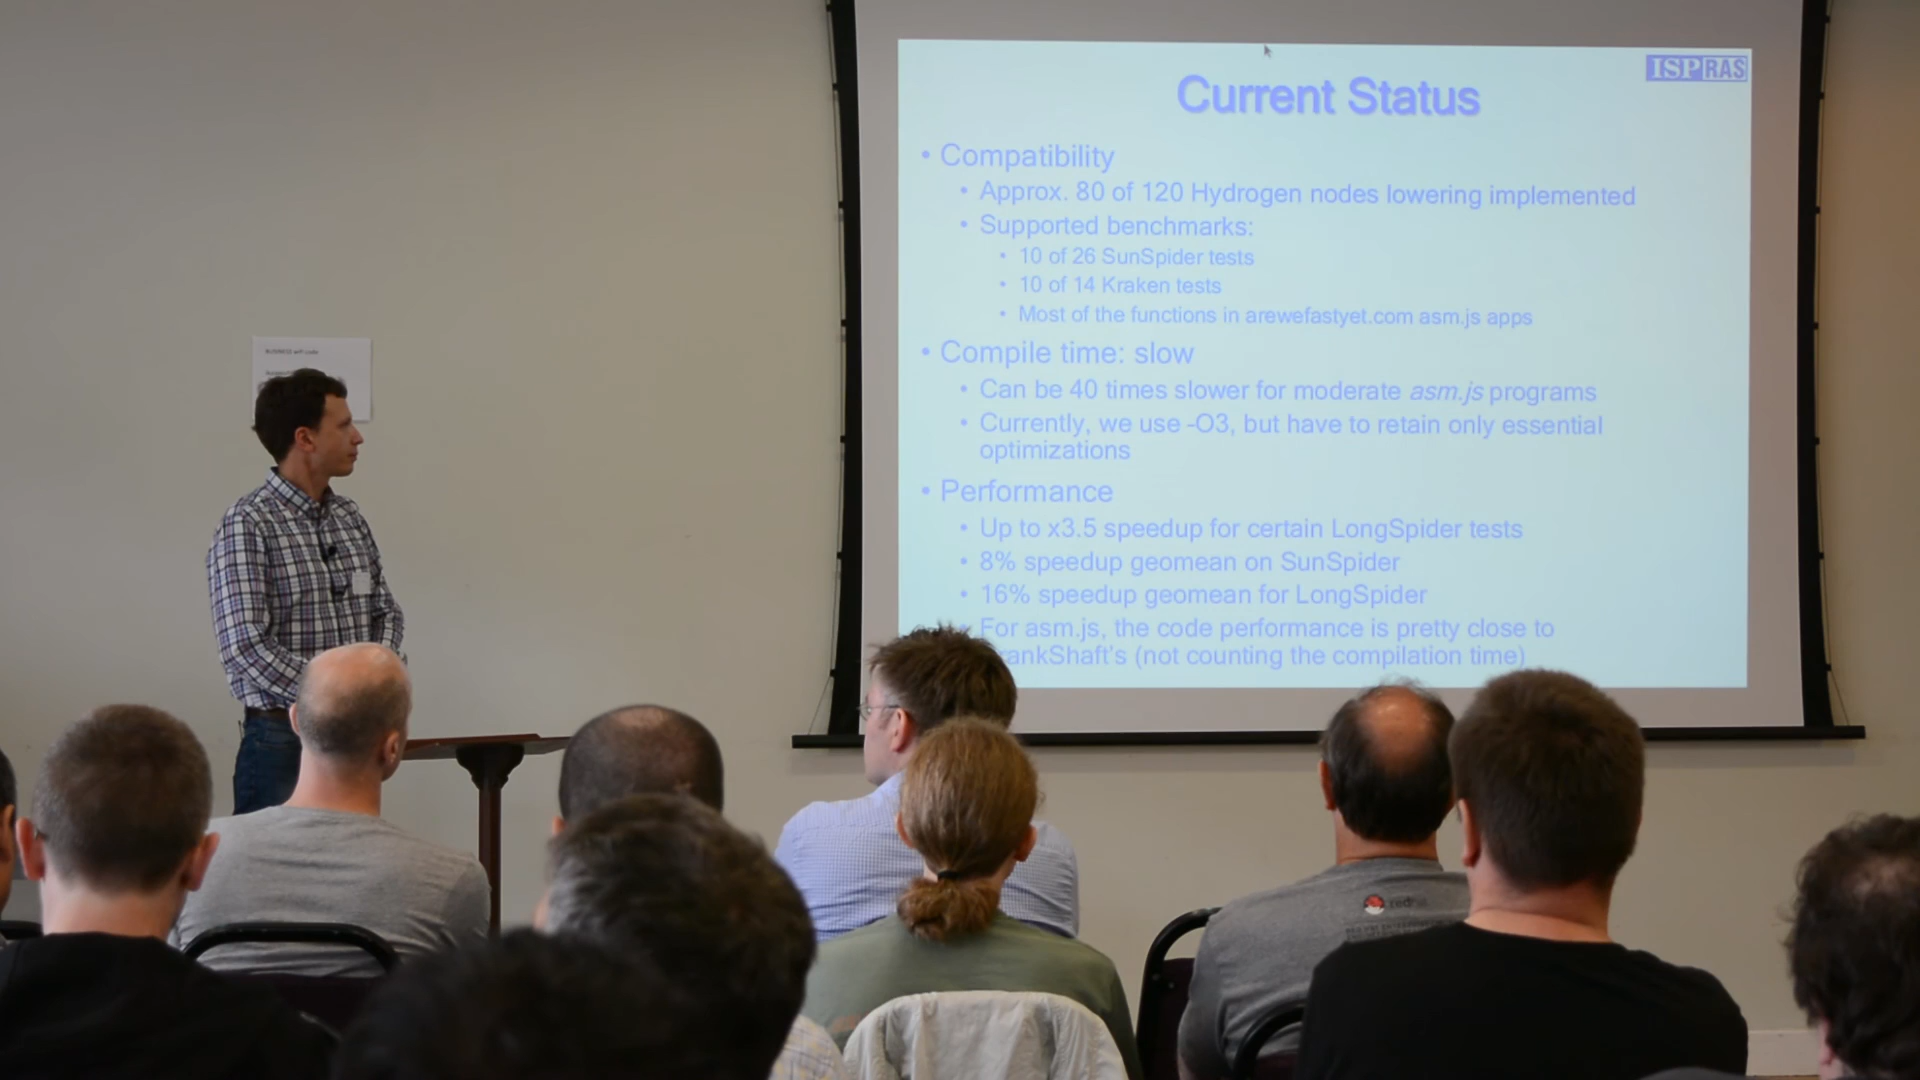 ISPRAS
Current Status
• Compatibility
• Approx. 80 of 120 Hydrogen nodes lowering implemented
• Supported benchmarks:
• 10 of 26 SunSpider tests
• 10 of 14 Kraken tests
• Most of the functions in arewefastyet.com asm.js apps
• Compile time: slow
• Can be 40 times slower for moderate asm.js programs
• Currently, we use -O3, but have to retain only essential
optimizations
• Performance
• Up to x3.5 speedup for certain LongSpider tests
• 8% speedup geomean on SunSpider
• 16% speedup geomean for LongSpider
For asm.js, the code performance is pretty close to
ankShaft's (not counting the compilation time)